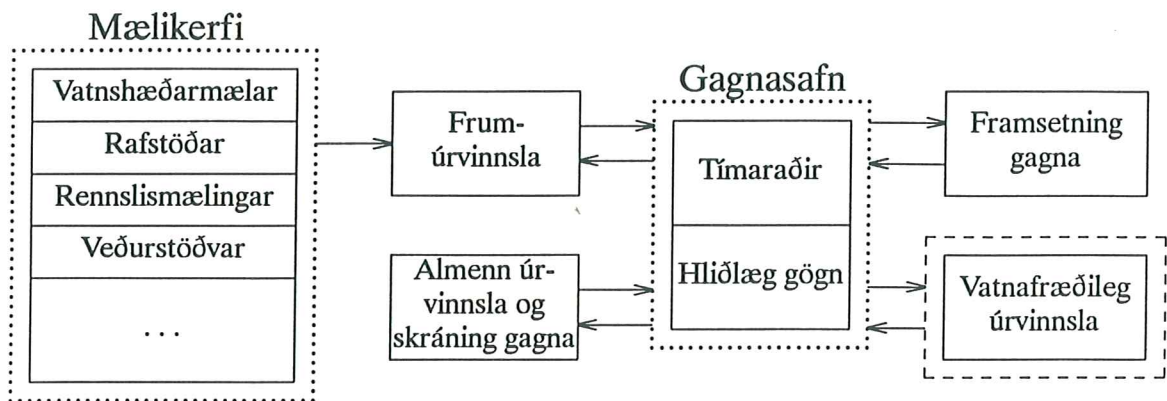 Mælikerfi
Vatnshæðarmælar
Rafstöðar
Rennslismælingar
Veðurstöðvar
. . .
Frum-
úrvinnsla
Almenn úr-
vinnsla og
skráning gagna
Gagnasafn
Tímaraðir
Hliðlæg gögn
Framsetning
gagna
Vatnafræðileg
úrvinnsla